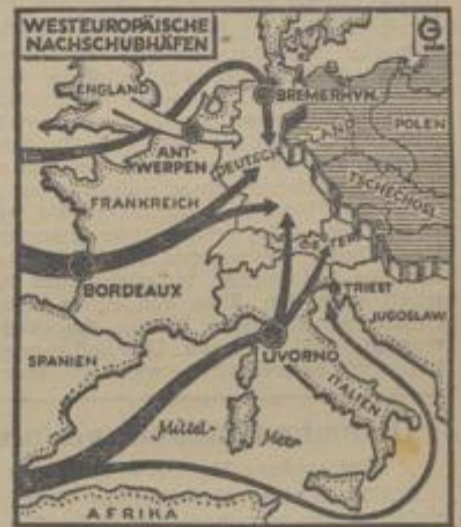 WESTEUROPÄISCHE
NACHSCHUBHÄFEN
ENGLAND
BREMERHVN.
POLEN
ANT-
WERPEN
DEUTSCH
LAND
TSCHECHOSL
FRANKREICH
BORDEAUX
TRIEST
JUGOSLAW.
SPANIEN
LIVORNO
ITALIEN
Mittel-
Meer
AFRIKA